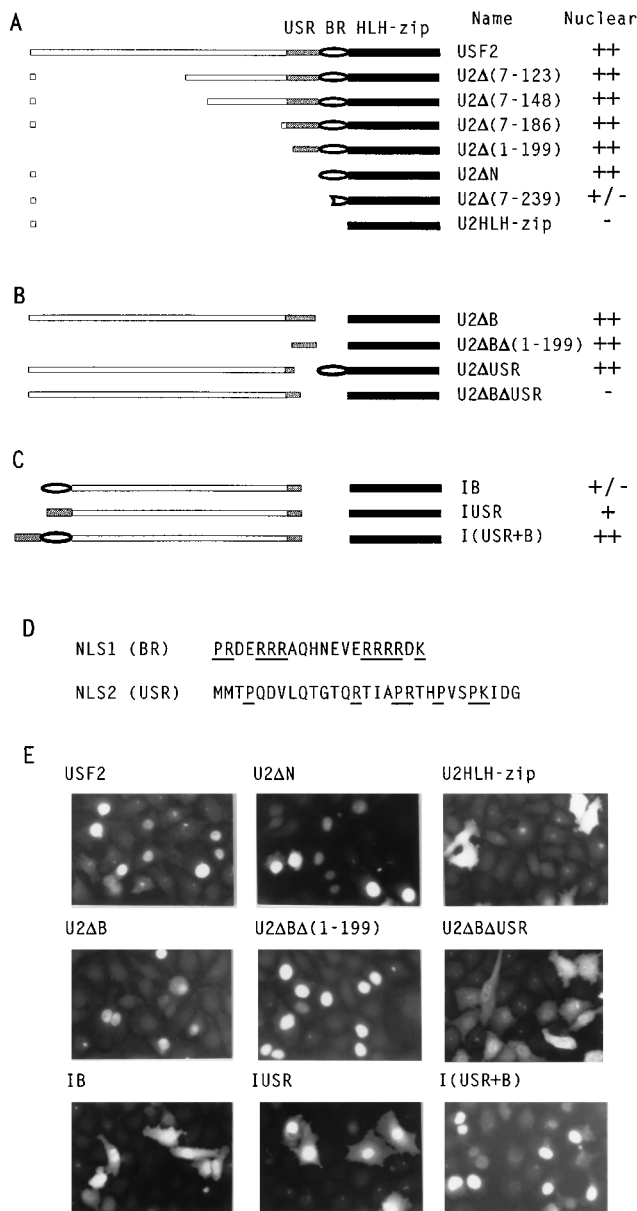 A
USR BR HLH-zip Name Nuclear
USF2 ++
U2Δ(7-123) ++
U2Δ(7-148) ++
U2Δ(7-186) ++
U2Δ(1-199) ++
U2ΔN ++
U2Δ(7-239) +/-
U2HLH-zip -
B
U2ΔB ++
U2ΔBΔ(1-199) ++
U2ΔUSR ++
U2ΔBΔUSR -
C
IB +/-
IUSR +
I(USR+B) ++
D
NLS1 (BR) PRDERRRAQHNEVERRRRDK
NLS2 (USR) MMTPQDVLQTGTQRTIAPRTHPVSPKIDG
E
USF2 U2ΔN U2HLH-zip
U2ΔB U2ΔBΔ(1-199) U2ΔBΔUSR
IB IUSR I(USR+B)